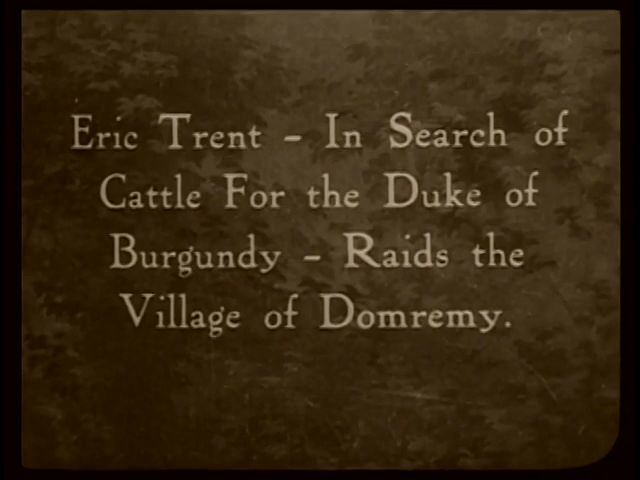 Eric Trent - In Search of
Cattle For the Duke of
Burgundy - Raids the
Village of Domremy.